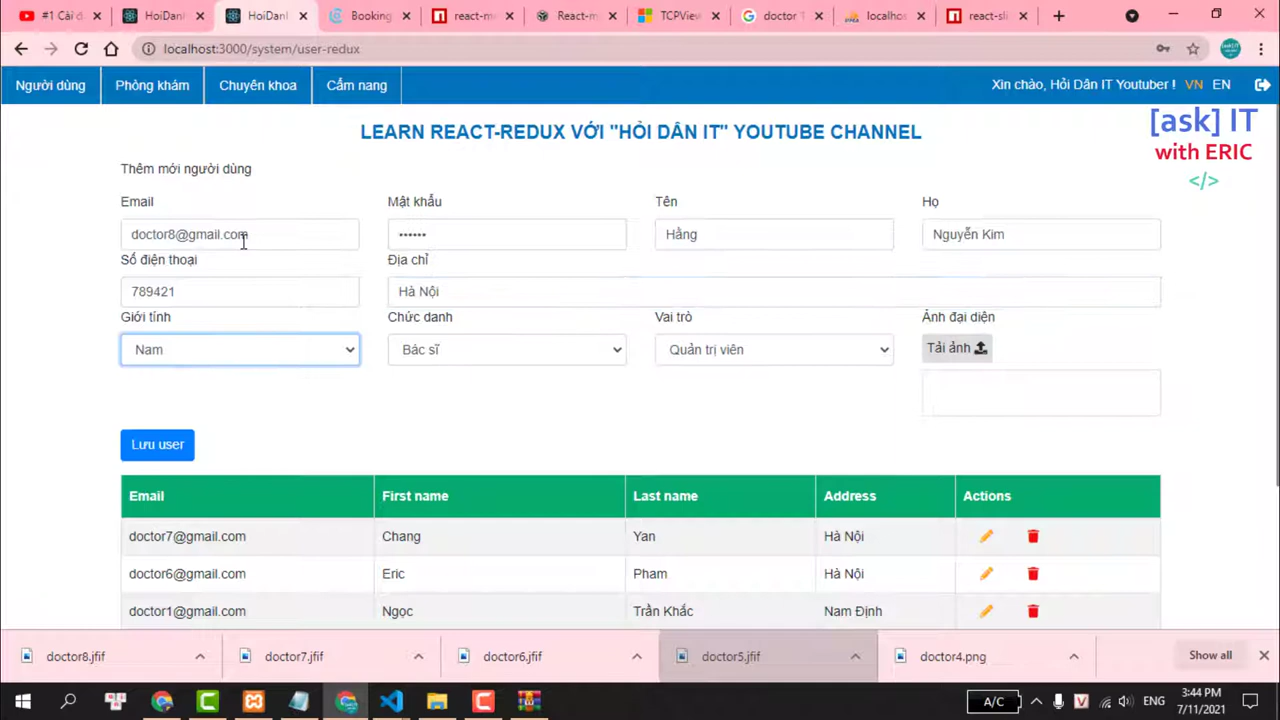 #1 Cài d
HoiDan
HoiDanI
Booking
react-m
React-m
TCPView
doctor T
localhos
react-sli
localhost:3000/system/user-redux
Người dùng Phòng khám Chuyên khoa Cẩm nang Xin chào, Hỏi Dân IT Youtuber ! VN EN
[ask] IT
with ERIC
</>
LEARN REACT-REDUX VỚI "HỎI DÂN IT" YOUTUBE CHANNEL
Thêm mới người dùng
Email Mật khẩu Tên Họ
doctor8@gmail.com •••••• Hằng Nguyễn Kim
Số điện thoại Địa chỉ
789421 Hà Nội
Giới tính Chức danh Vai trò Ảnh đại diện
Nam Bác sĩ Quản trị viên Tải ảnh
Lưu user
Email First name Last name Address Actions
doctor7@gmail.com Chang Yan Hà Nội
doctor6@gmail.com Eric Pham Hà Nội
doctor1@gmail.com Ngọc Trần Khắc Nam Định
doctor8.jfif doctor7.jfif doctor6.jfif doctor5.jfif doctor4.png Show all
A/C V ENG 3:44 PM
7/11/2021